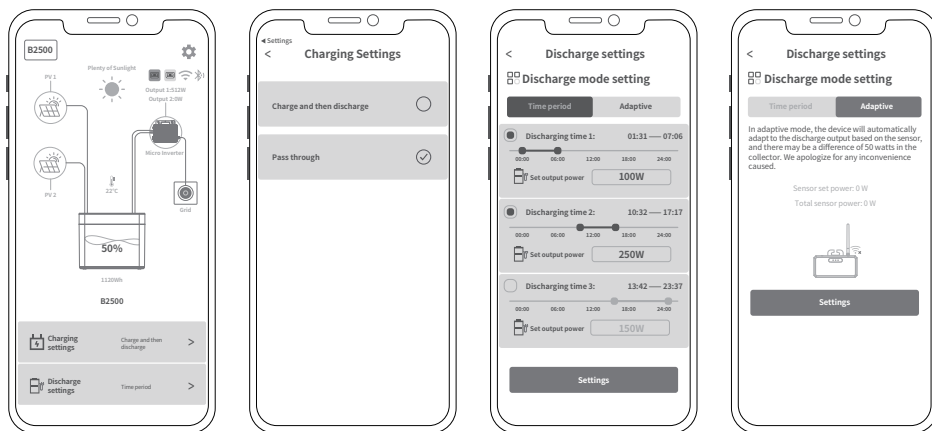 B2500
PV 1
Plenty of Sunlight
Output 1:512W
Output 2:0W
Micro Inverter
22°C
PV 2
Grid
50%
1120Wh
B2500
Charging settings
Charge and then discharge
>
Discharge settings
Time period
>
◀ Settings
<
Charging Settings
Charge and then discharge
Pass through
<
Discharge settings
Discharge mode setting
Time period
Adaptive
Discharging time 1: 01:31 — 07:06
00:00 06:00 12:00 18:00 24:00
Set output power 100W
Discharging time 2: 10:32 — 17:17
00:00 06:00 12:00 18:00 24:00
Set output power 250W
Discharging time 3: 13:42 — 23:37
00:00 06:00 12:00 18:00 24:00
Set output power 150W
Settings
<
Discharge settings
Discharge mode setting
Time period
Adaptive
In adaptive mode, the device will automatically
adapt to the discharge output based on the sensor,
and there may be a difference of 50 watts in the
collector. We apologize for any inconvenience
caused.
Sensor set power: 0 W
Total sensor power: 0 W
Settings